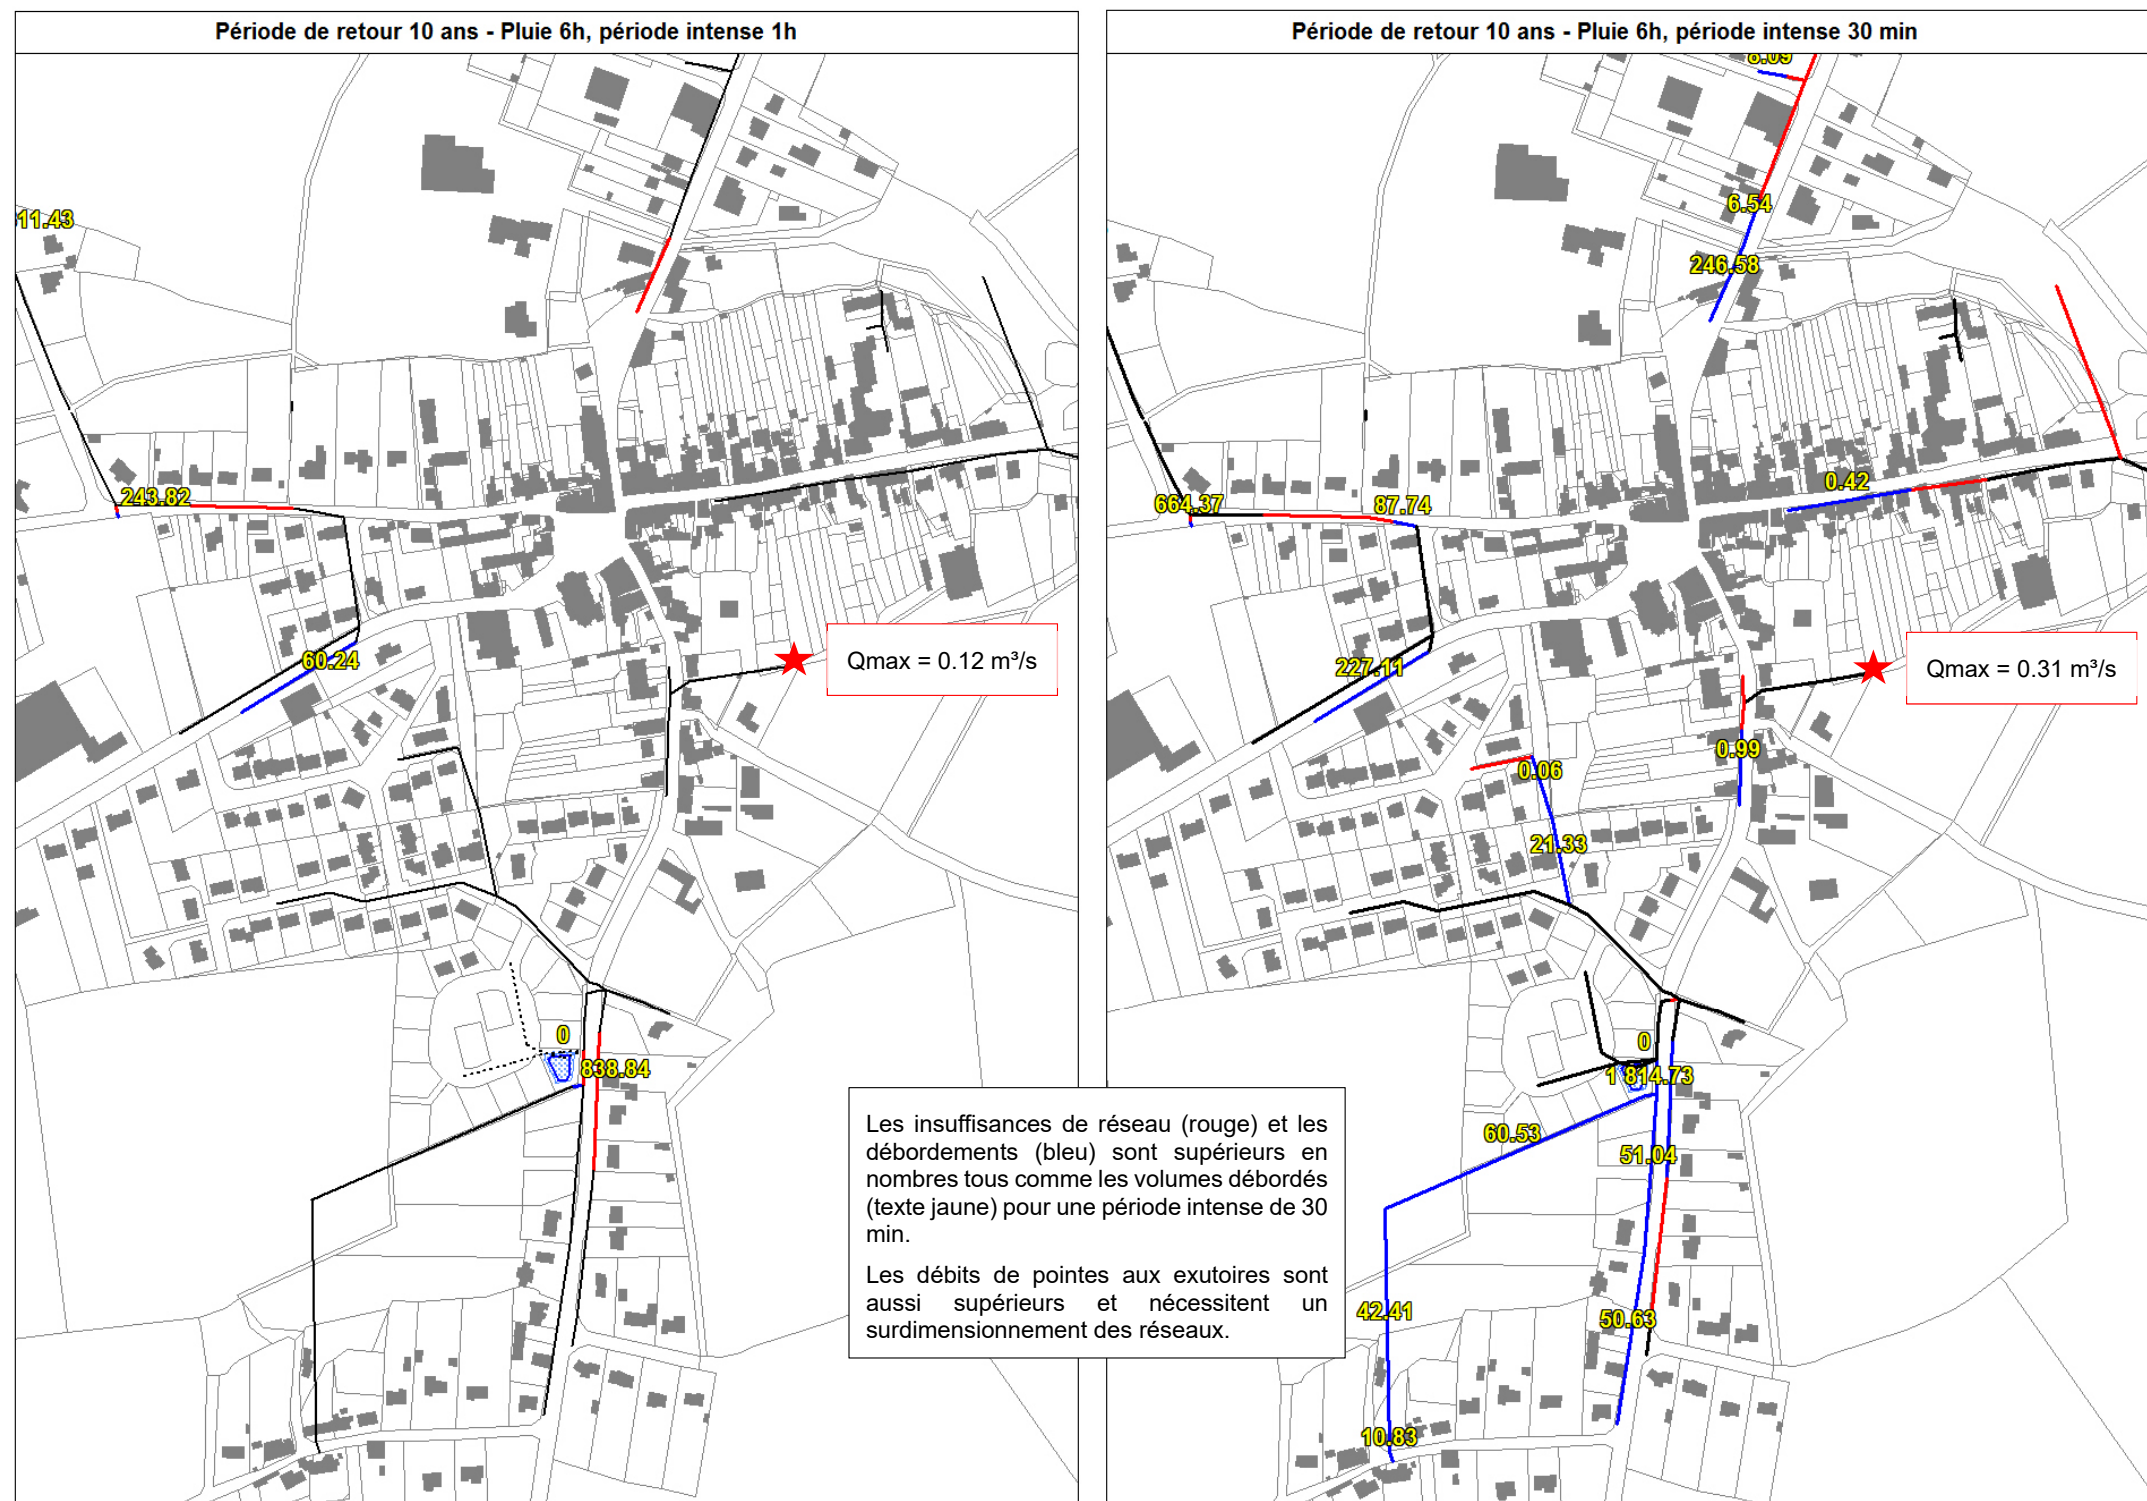 Période de retour 10 ans - Pluie 6h, période intense 1h
11.43
243.82
60.24
Qmax = 0.12 m³/s
0
838.84
Période de retour 10 ans - Pluie 6h, période intense 30 min
8.09
6.54
246.58
0.42
664.37
87.74
227.11
Qmax = 0.31 m³/s
0.99
0.06
21.33
0
1 814.73
60.53
51.04
42.41
50.63
10.83
Les insuffisances de réseau (rouge) et les
débordements (bleu) sont supérieurs en
nombres tous comme les volumes débordés
(texte jaune) pour une période intense de 30
min.
Les débits de pointes aux exutoires sont
aussi supérieurs et nécessitent un
surdimensionnement des réseaux.